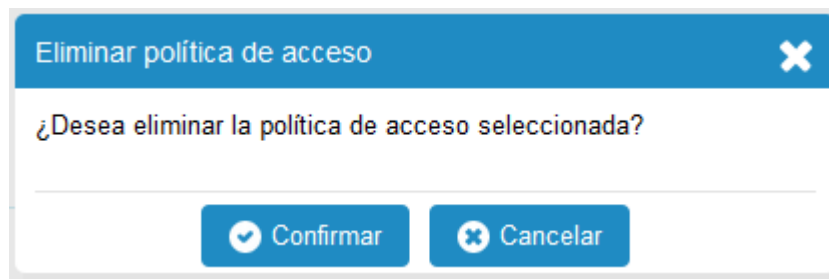 Eliminar política de acceso
¿Desea eliminar la política de acceso seleccionada?
Confirmar Cancelar